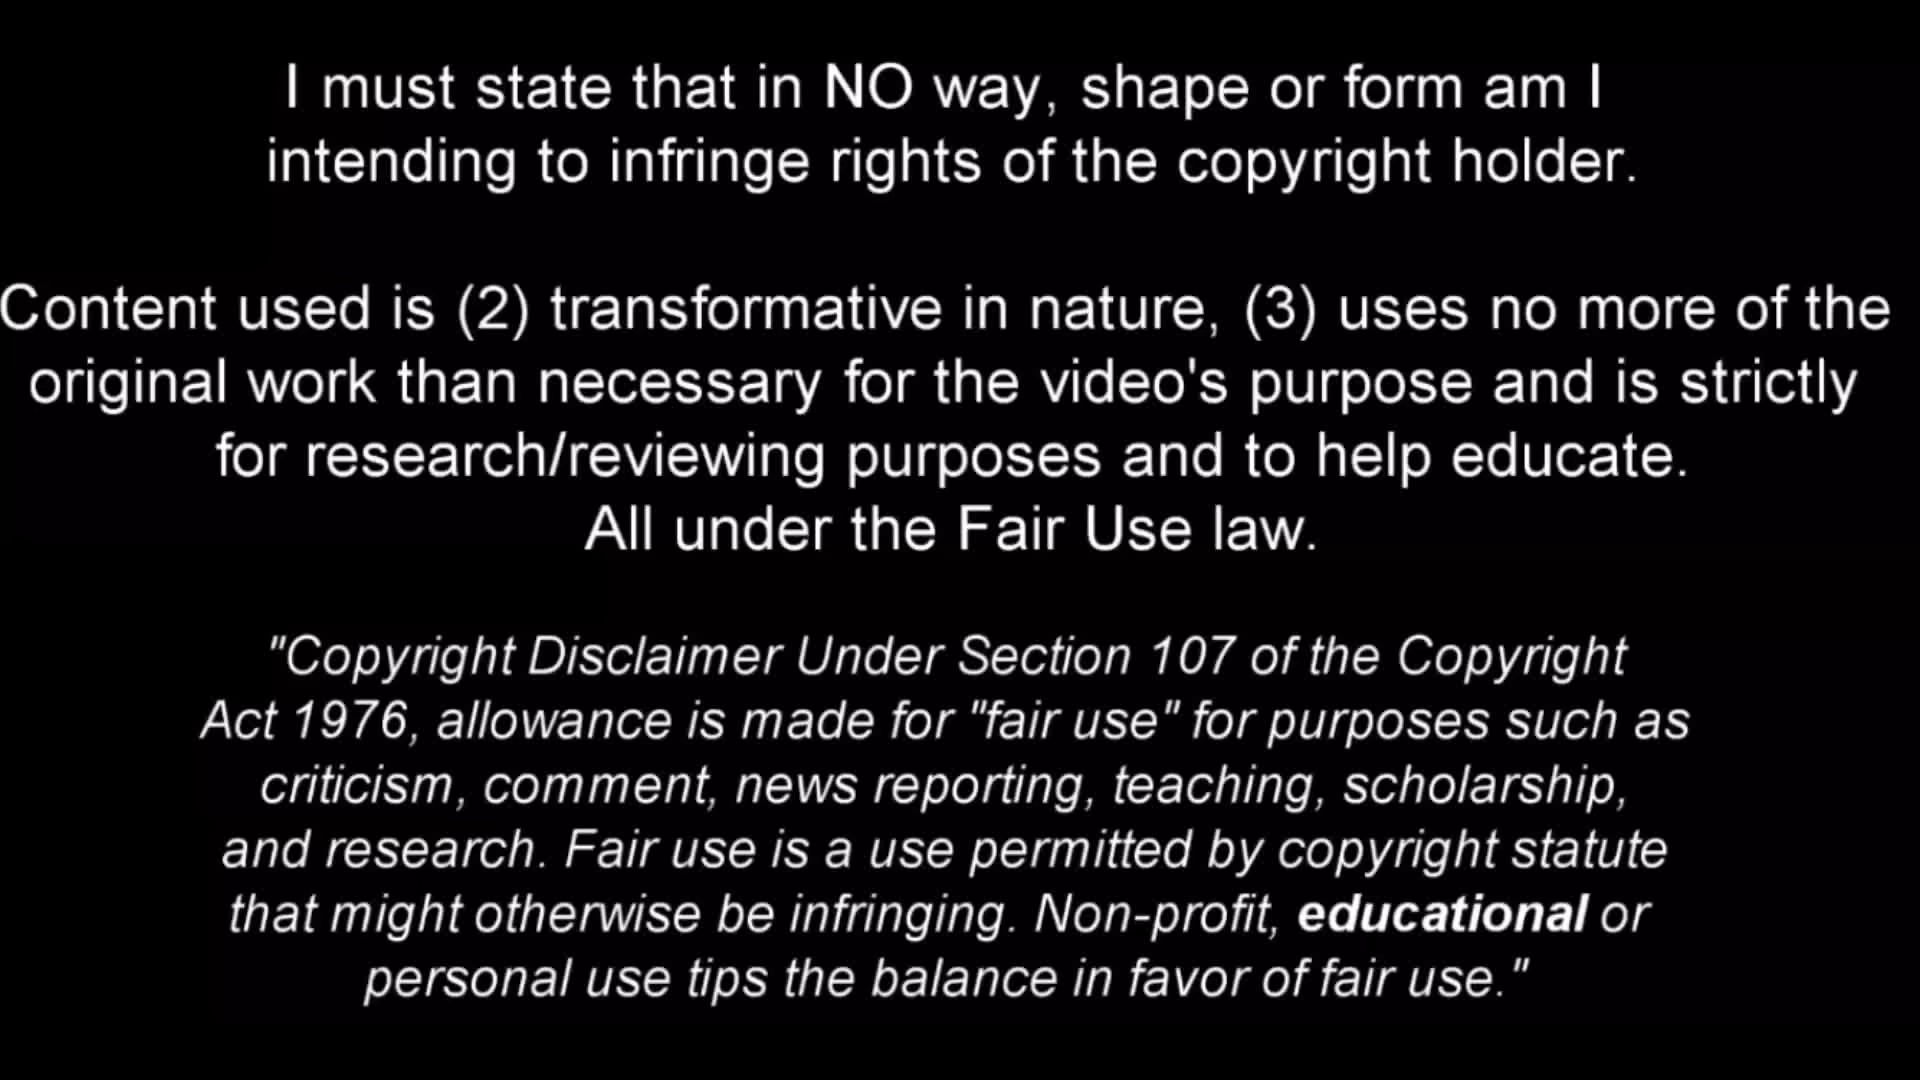 I must state that in NO way, shape or form am I
intending to infringe rights of the copyright holder.
Content used is (2) transformative in nature, (3) uses no more of the
original work than necessary for the video's purpose and is strictly
for research/reviewing purposes and to help educate.
All under the Fair Use law.
"Copyright Disclaimer Under Section 107 of the Copyright
Act 1976, allowance is made for "fair use" for purposes such as
criticism, comment, news reporting, teaching, scholarship,
and research. Fair use is a use permitted by copyright statute
that might otherwise be infringing. Non-profit, educational or
personal use tips the balance in favor of fair use."